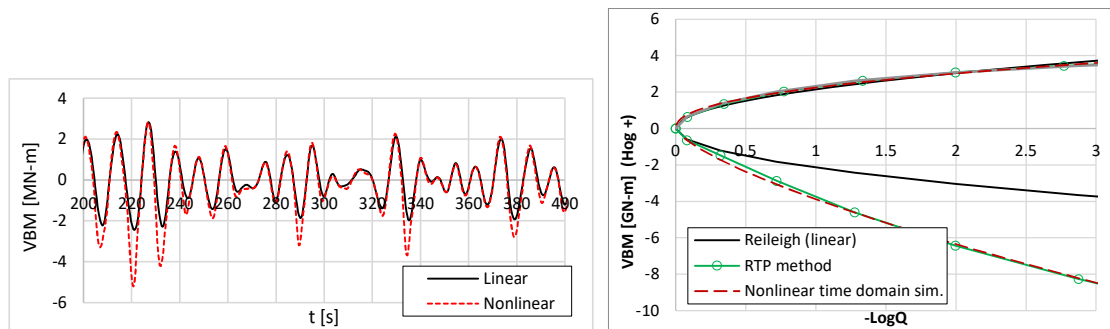 4
2
0
-2
-4
-6
200 220 240 260 280 300 320 340 360 380 400
VBM [MN-m]
t [s]
Linear
Nonlinear
6
4
2
0
-2
-4
-6
-8
-10
0 0.5 1 1.5 2 2.5 3
VBM [GN-m] (Hog +)
-LogQ
Reileigh (linear)
RTP method
Nonlinear time domain sim.